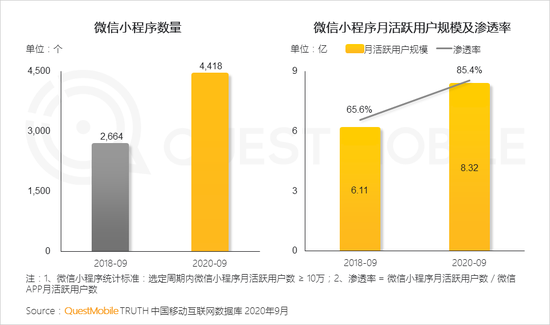 微信小程序数量
单位：个
4,500
3,000
1,500
0
2,664
4,418
2018-09
2020-09
微信小程序月活跃用户规模及渗透率
单位：亿
月活跃用户规模
渗透率
9
6
3
0
65.6%
85.4%
6.11
8.32
2018-09
2020-09
QUEST MOBILE
注：1、微信小程序统计标准：选定周期内微信小程序月活跃用户数 ≥ 10万；2、渗透率 = 微信小程序月活跃用户数 / 微信
APP月活跃用户数
Source：QuestMobile TRUTH 中国移动互联网数据库 2020年9月